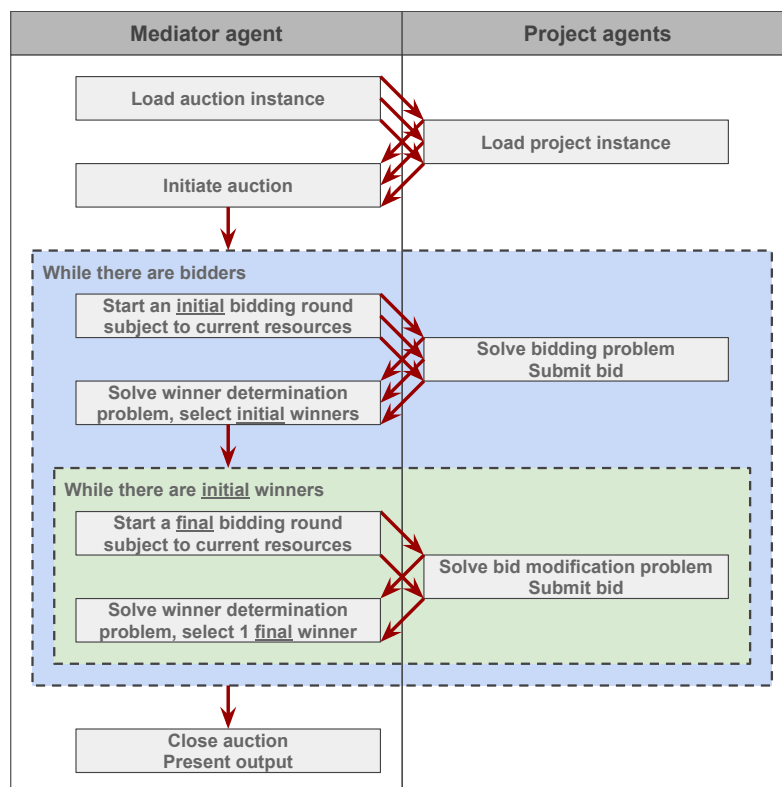 Mediator agent
Project agents
Load auction instance
Load project instance
Initiate auction
While there are bidders
Start an initial bidding round
subject to current resources
Solve bidding problem
Submit bid
Solve winner determination
problem, select initial winners
While there are initial winners
Start a final bidding round
subject to current resources
Solve bid modification problem
Submit bid
Solve winner determination
problem, select 1 final winner
Close auction
Present output